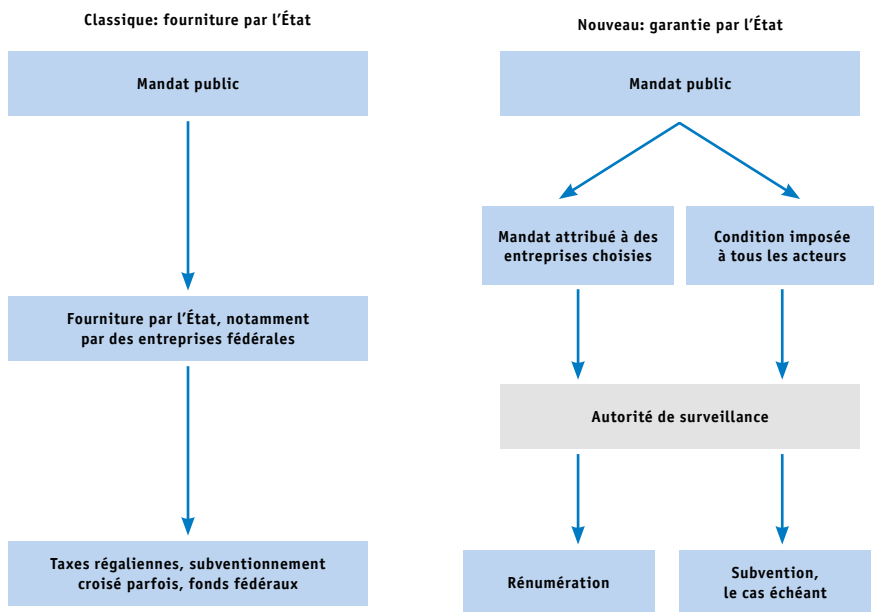 Classique: fourniture par l’État
Mandat public
Fourniture par l’État, notamment
par des entreprises fédérales
Taxes régaliennes, subventionnement
croisé parfois, fonds fédéraux
Nouveau: garantie par l’État
Mandat public
Mandat attribué à des
entreprises choisies
Condition imposée
à tous les acteurs
Autorité de surveillance
Rénumération
Subvention,
le cas échéant